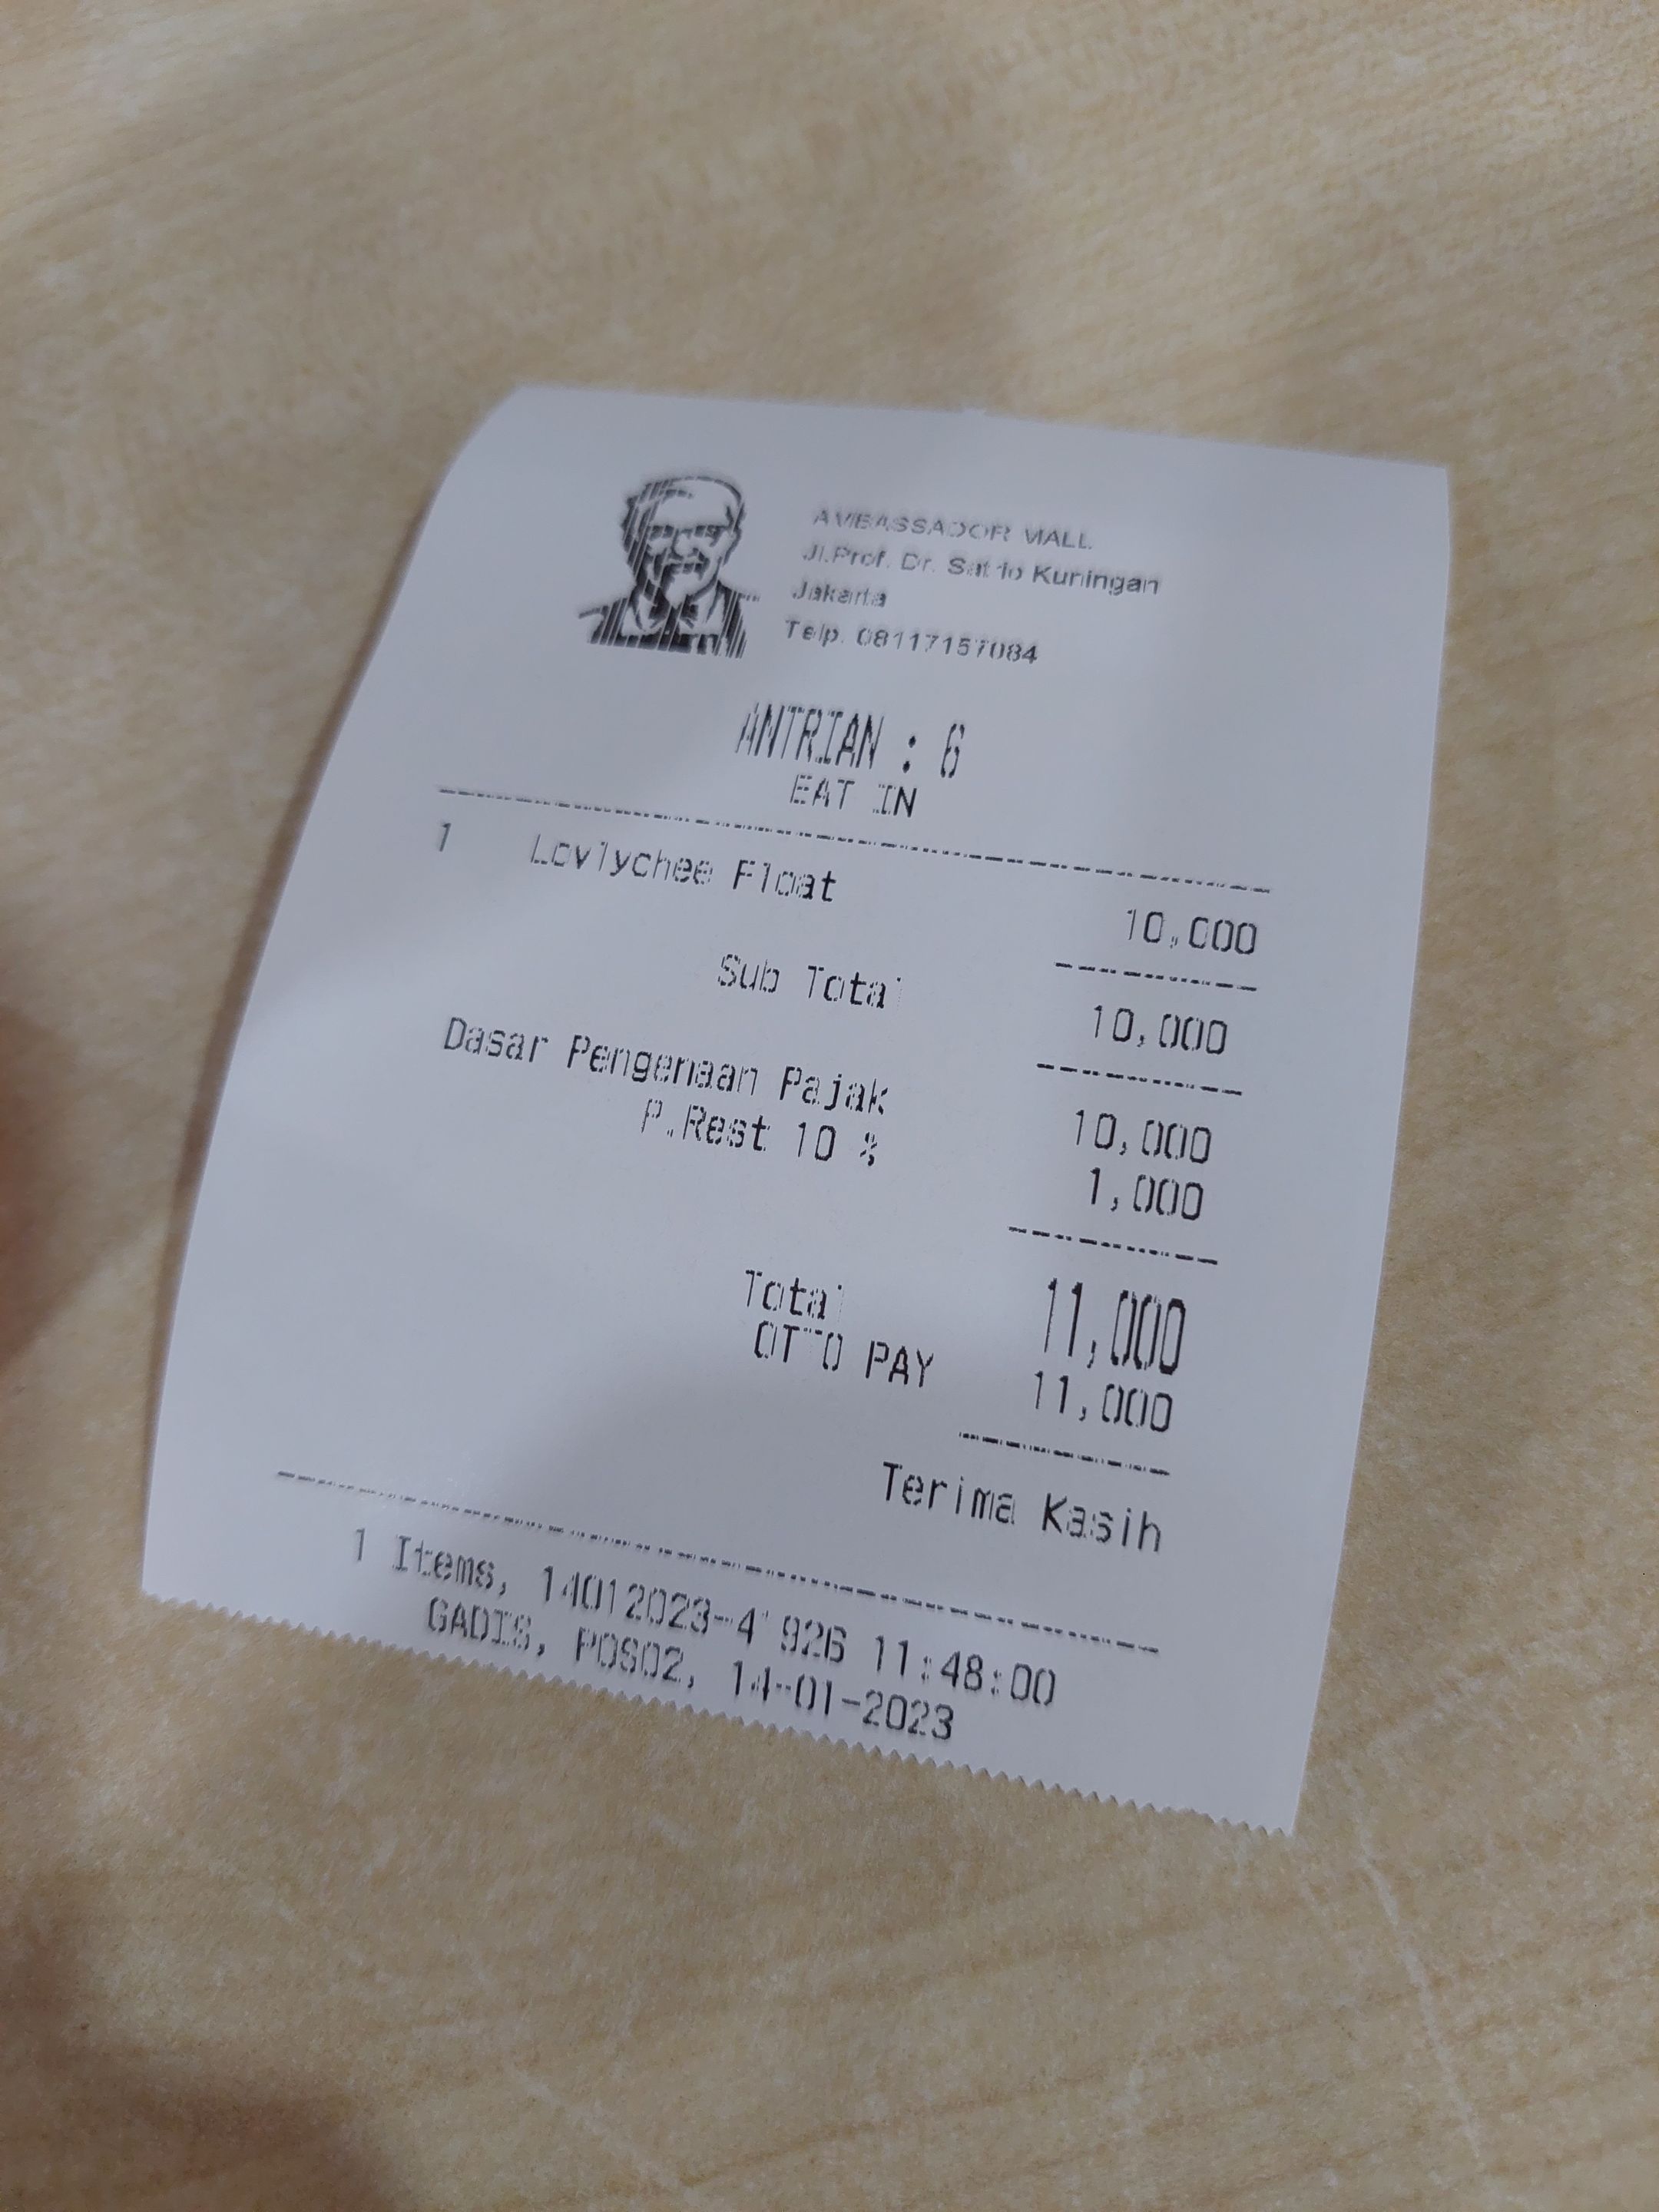 AMBASSADOR MALL
Jl.Prof. Dr. Satrio Kuningan
Jakarta
Telp. 08117157084
ANTRIAN : 6
EAT IN
1 Lovlychee Float 10,000
Sub Total 10,000
Dasar Pengenaan Pajak 10,000
P.Rest 10 % 1,000
Total 11,000
OTTO PAY 11,000
Terima Kasih
1 Items, 11:48:00
GADIS, POS02, 14-01-2023